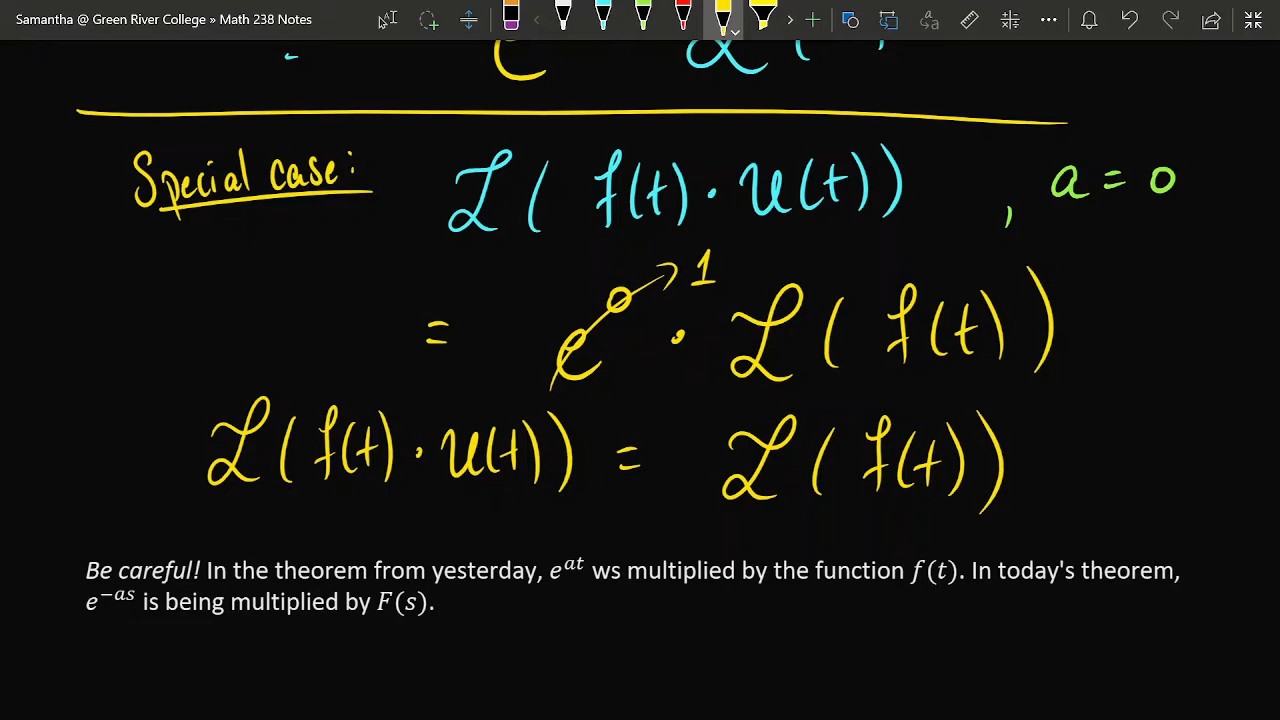 Samantha @ Green River College » Math 238 Notes
Special case: ℒ( f(t) · 𝒰(t) ) , a = 0
= e⁰ → 1 · ℒ( f(t) )
ℒ( f(t) · 𝒰(t) ) = ℒ( f(t) )
Be careful! In the theorem from yesterday, eᵃᵗ ws multiplied by the function f(t). In today's theorem,
e⁻ᵃˢ is being multiplied by F(s).